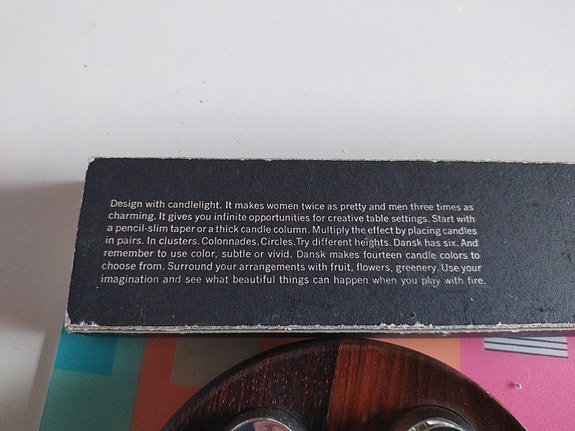 Design with candlelight. It makes women twice as pretty and men three times as
charming. It gives you infinite opportunities for creative table settings. Start with
a pencil-slim taper or a thick candle column. Multiply the effect by placing candles
in pairs. In clusters. Colonnades. Circles. Try different heights. Dansk has six. And
remember to use color, subtle or vivid. Dansk makes fourteen candle colors to
choose from. Surround your arrangements with fruit, flowers, greenery. Use your
imagination and see what beautiful things can happen when you play with fire.